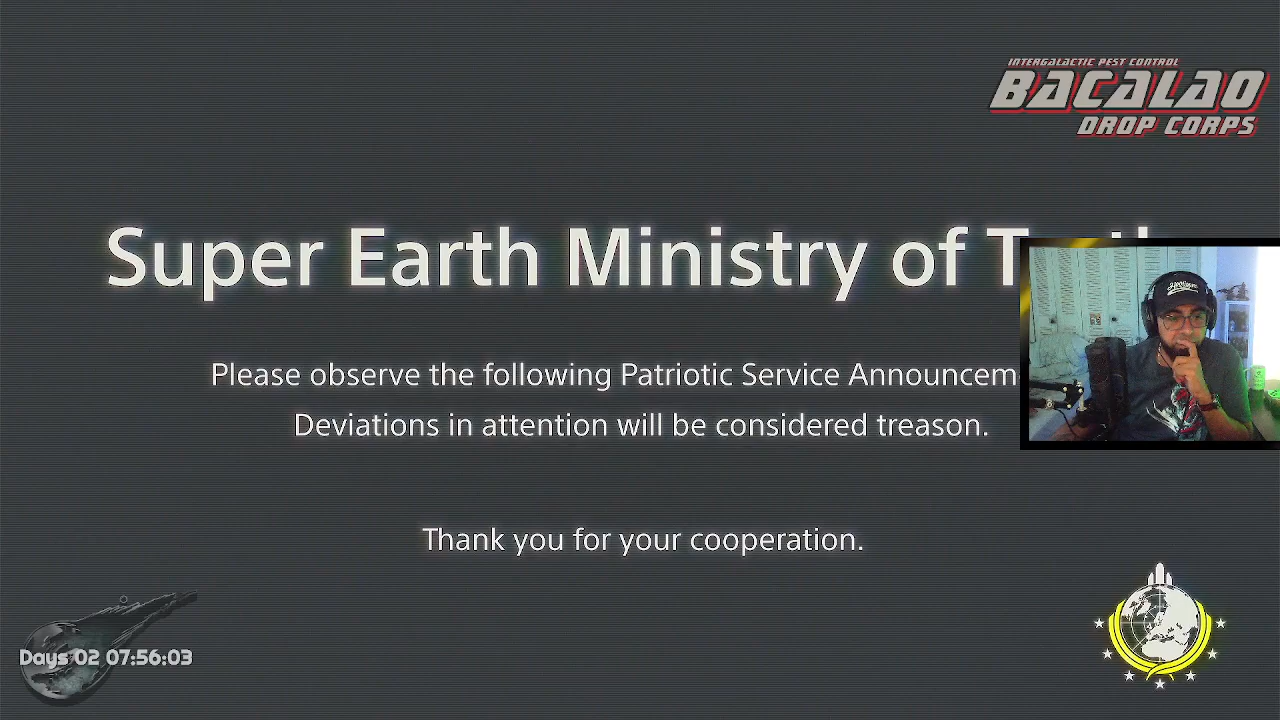 INTERGALACTIC PEST CONTROL
BACALAO
DROP CORPS
Super Earth Ministry of
Please observe the following Patriotic Service
Deviations in attention will be considered treason.
Thank you for your cooperation.
Days 02 07:56:03